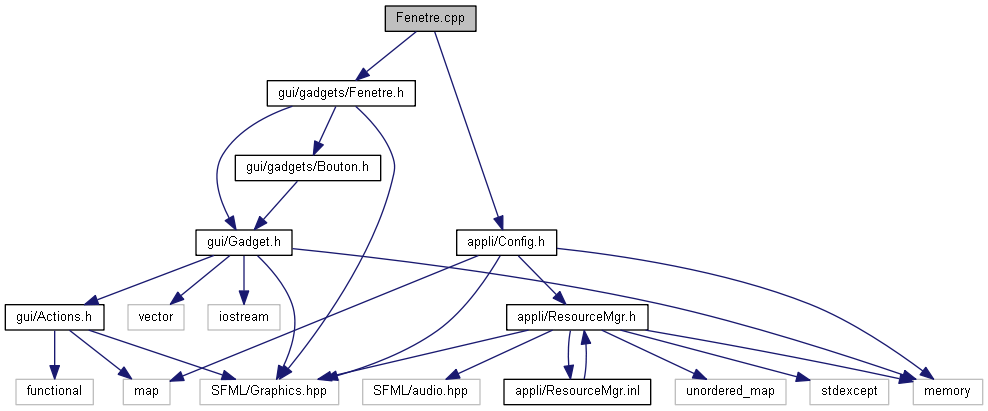 Fenetre.cpp
gui/gadgets/Fenetre.h
gui/gadgets/Bouton.h
gui/Gadget.h
appli/Config.h
gui/Actions.h
vector
iostream
appli/ResourceMgr.h
functional
map
SFML/Graphics.hpp
SFML/audio.hpp
appli/ResourceMgr.inl
unordered_map
stdexcept
memory